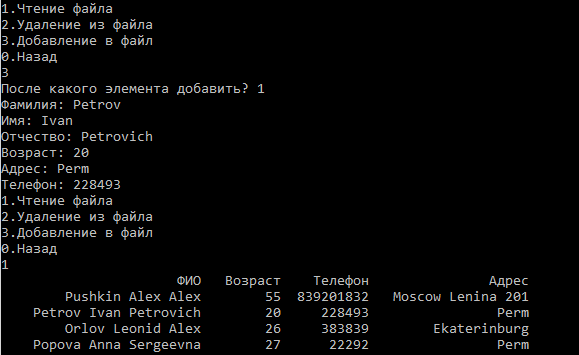 1.Чтение файла
2.Удаление из файла
3.Добавление в файл
0.Назад
3
После какого элемента добавить? 1
Фамилия: Petrov
Имя: Ivan
Отчество: Petrovich
Возраст: 20
Адрес: Perm
Телефон: 228493
1.Чтение файла
2.Удаление из файла
3.Добавление в файл
0.Назад
1
ФИО Возраст Телефон Адрес
Pushkin Alex Alex 55 839201832 Moscow Lenina 201
Petrov Ivan Petrovich 20 228493 Perm
Orlov Leonid Alex 26 383839 Ekaterinburg
Popova Anna Sergeevna 27 22292 Perm